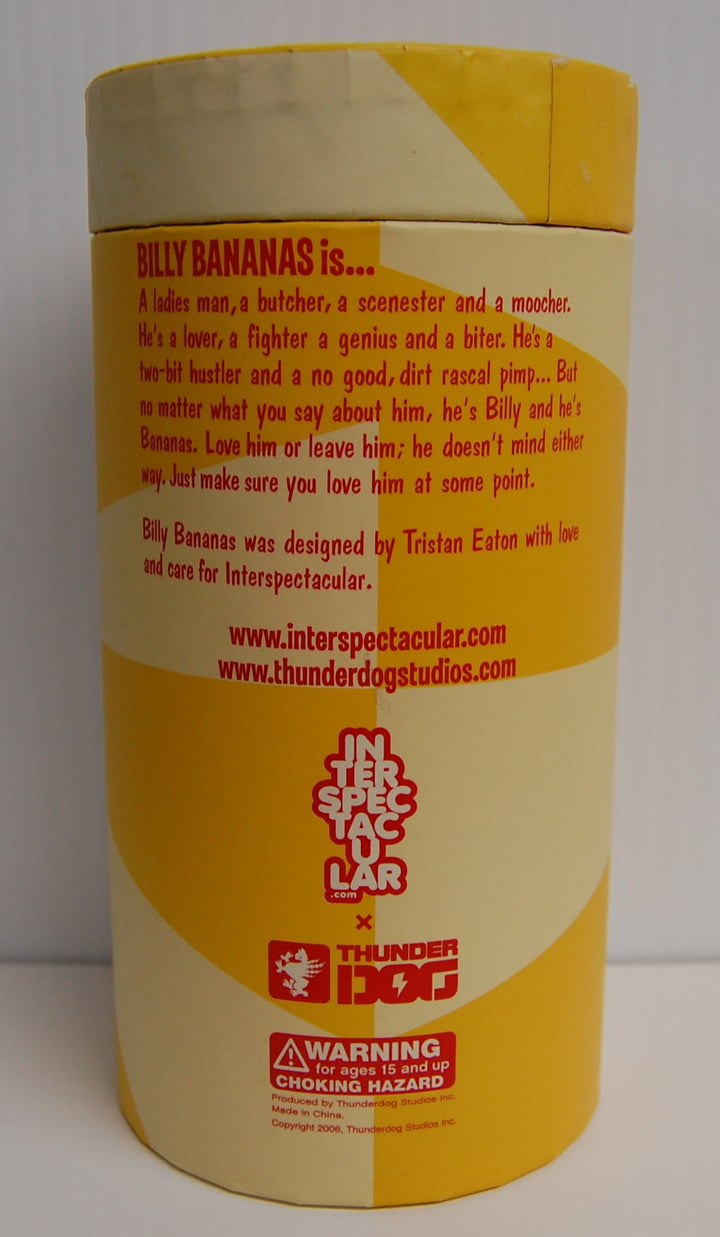 BILLY BANANAS is...
A ladies man, a butcher, a scenester and a moocher.
He's a lover, a fighter a genius and a biter. He's a
two-bit hustler and a no good, dirt rascal pimp... But
no matter what you say about him, he's Billy and he's
Bananas. Love him or leave him; he doesn't mind either
way. Just make sure you love him at some point.
Billy Bananas was designed by Tristan Eaton with love
and care for Interspectacular.
www.interspectacular.com
www.thunderdogstudios.com
IN
TER
SPEC
TAC
U
LAR
.com
x
THUNDER
DOG
WARNING
for ages 15 and up
CHOKING HAZARD
Produced by Thunderdog Studios Inc.
Made in China.
Copyright 2006, Thunderdog Studios Inc.